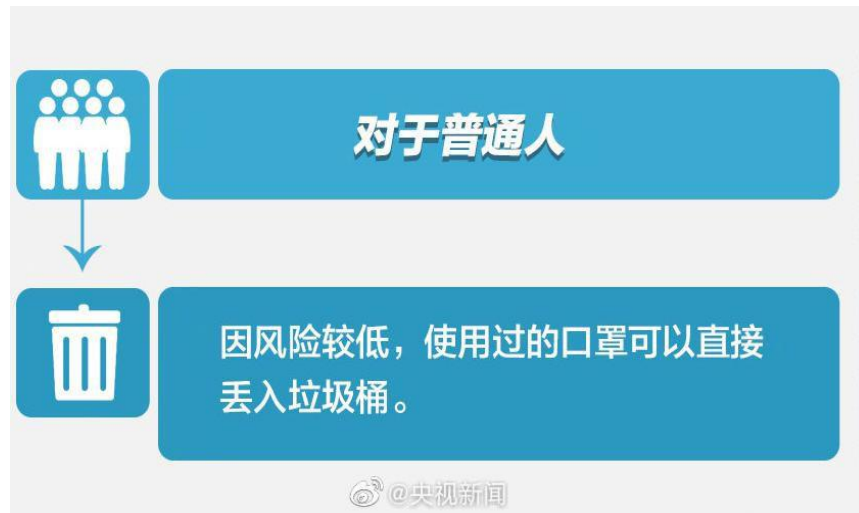 对于普通人
因风险较低，使用过的口罩可以直接
丢入垃圾桶。
@央视新闻